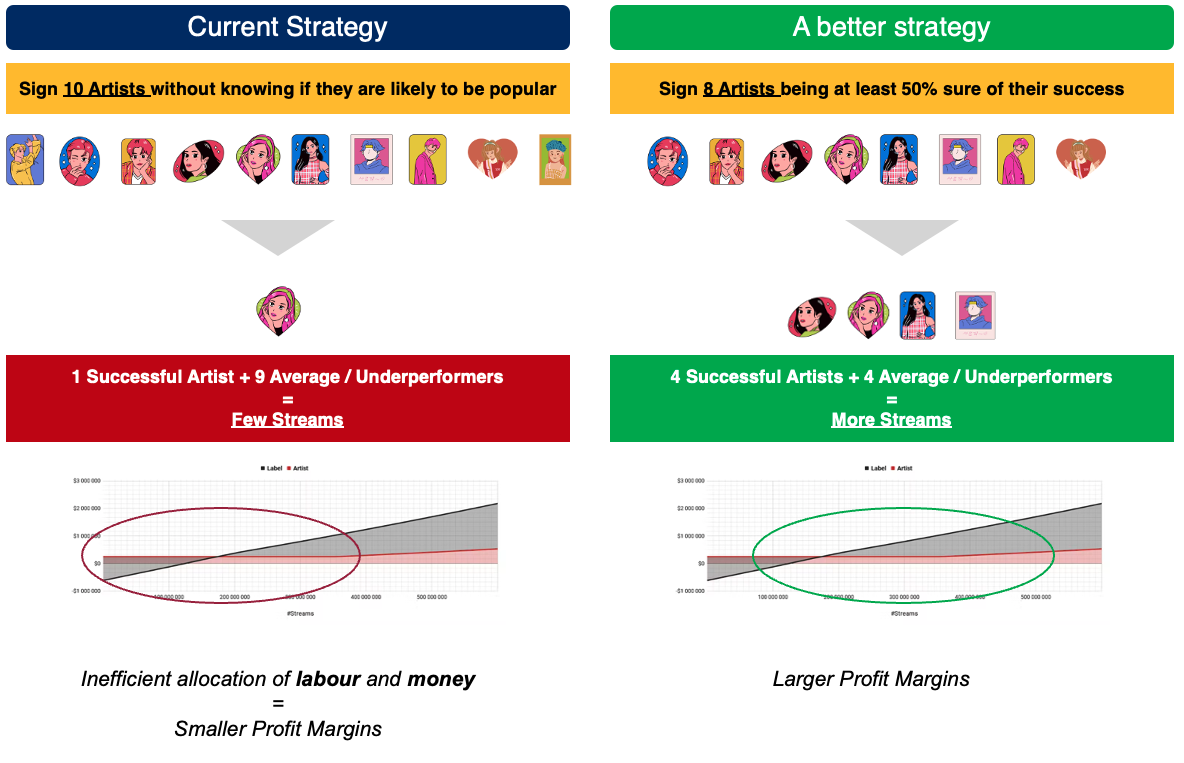 Current Strategy
Sign 10 Artists without knowing if they are likely to be popular
1 Successful Artist + 9 Average / Underperformers
=
Few Streams
Label Artist
$3 000 000
$2 000 000
$1 000 000
$0
-$1 000 000
100 000 000 200 000 000 300 000 000 400 000 000 500 000 000
#Streams
Inefficient allocation of labour and money
=
Smaller Profit Margins
A better strategy
Sign 8 Artists being at least 50% sure of their success
4 Successful Artists + 4 Average / Underperformers
=
More Streams
Label Artist
$3 000 000
$2 000 000
$1 000 000
$0
-$1 000 000
100 000 000 200 000 000 300 000 000 400 000 000 500 000 000
#Streams
Larger Profit Margins